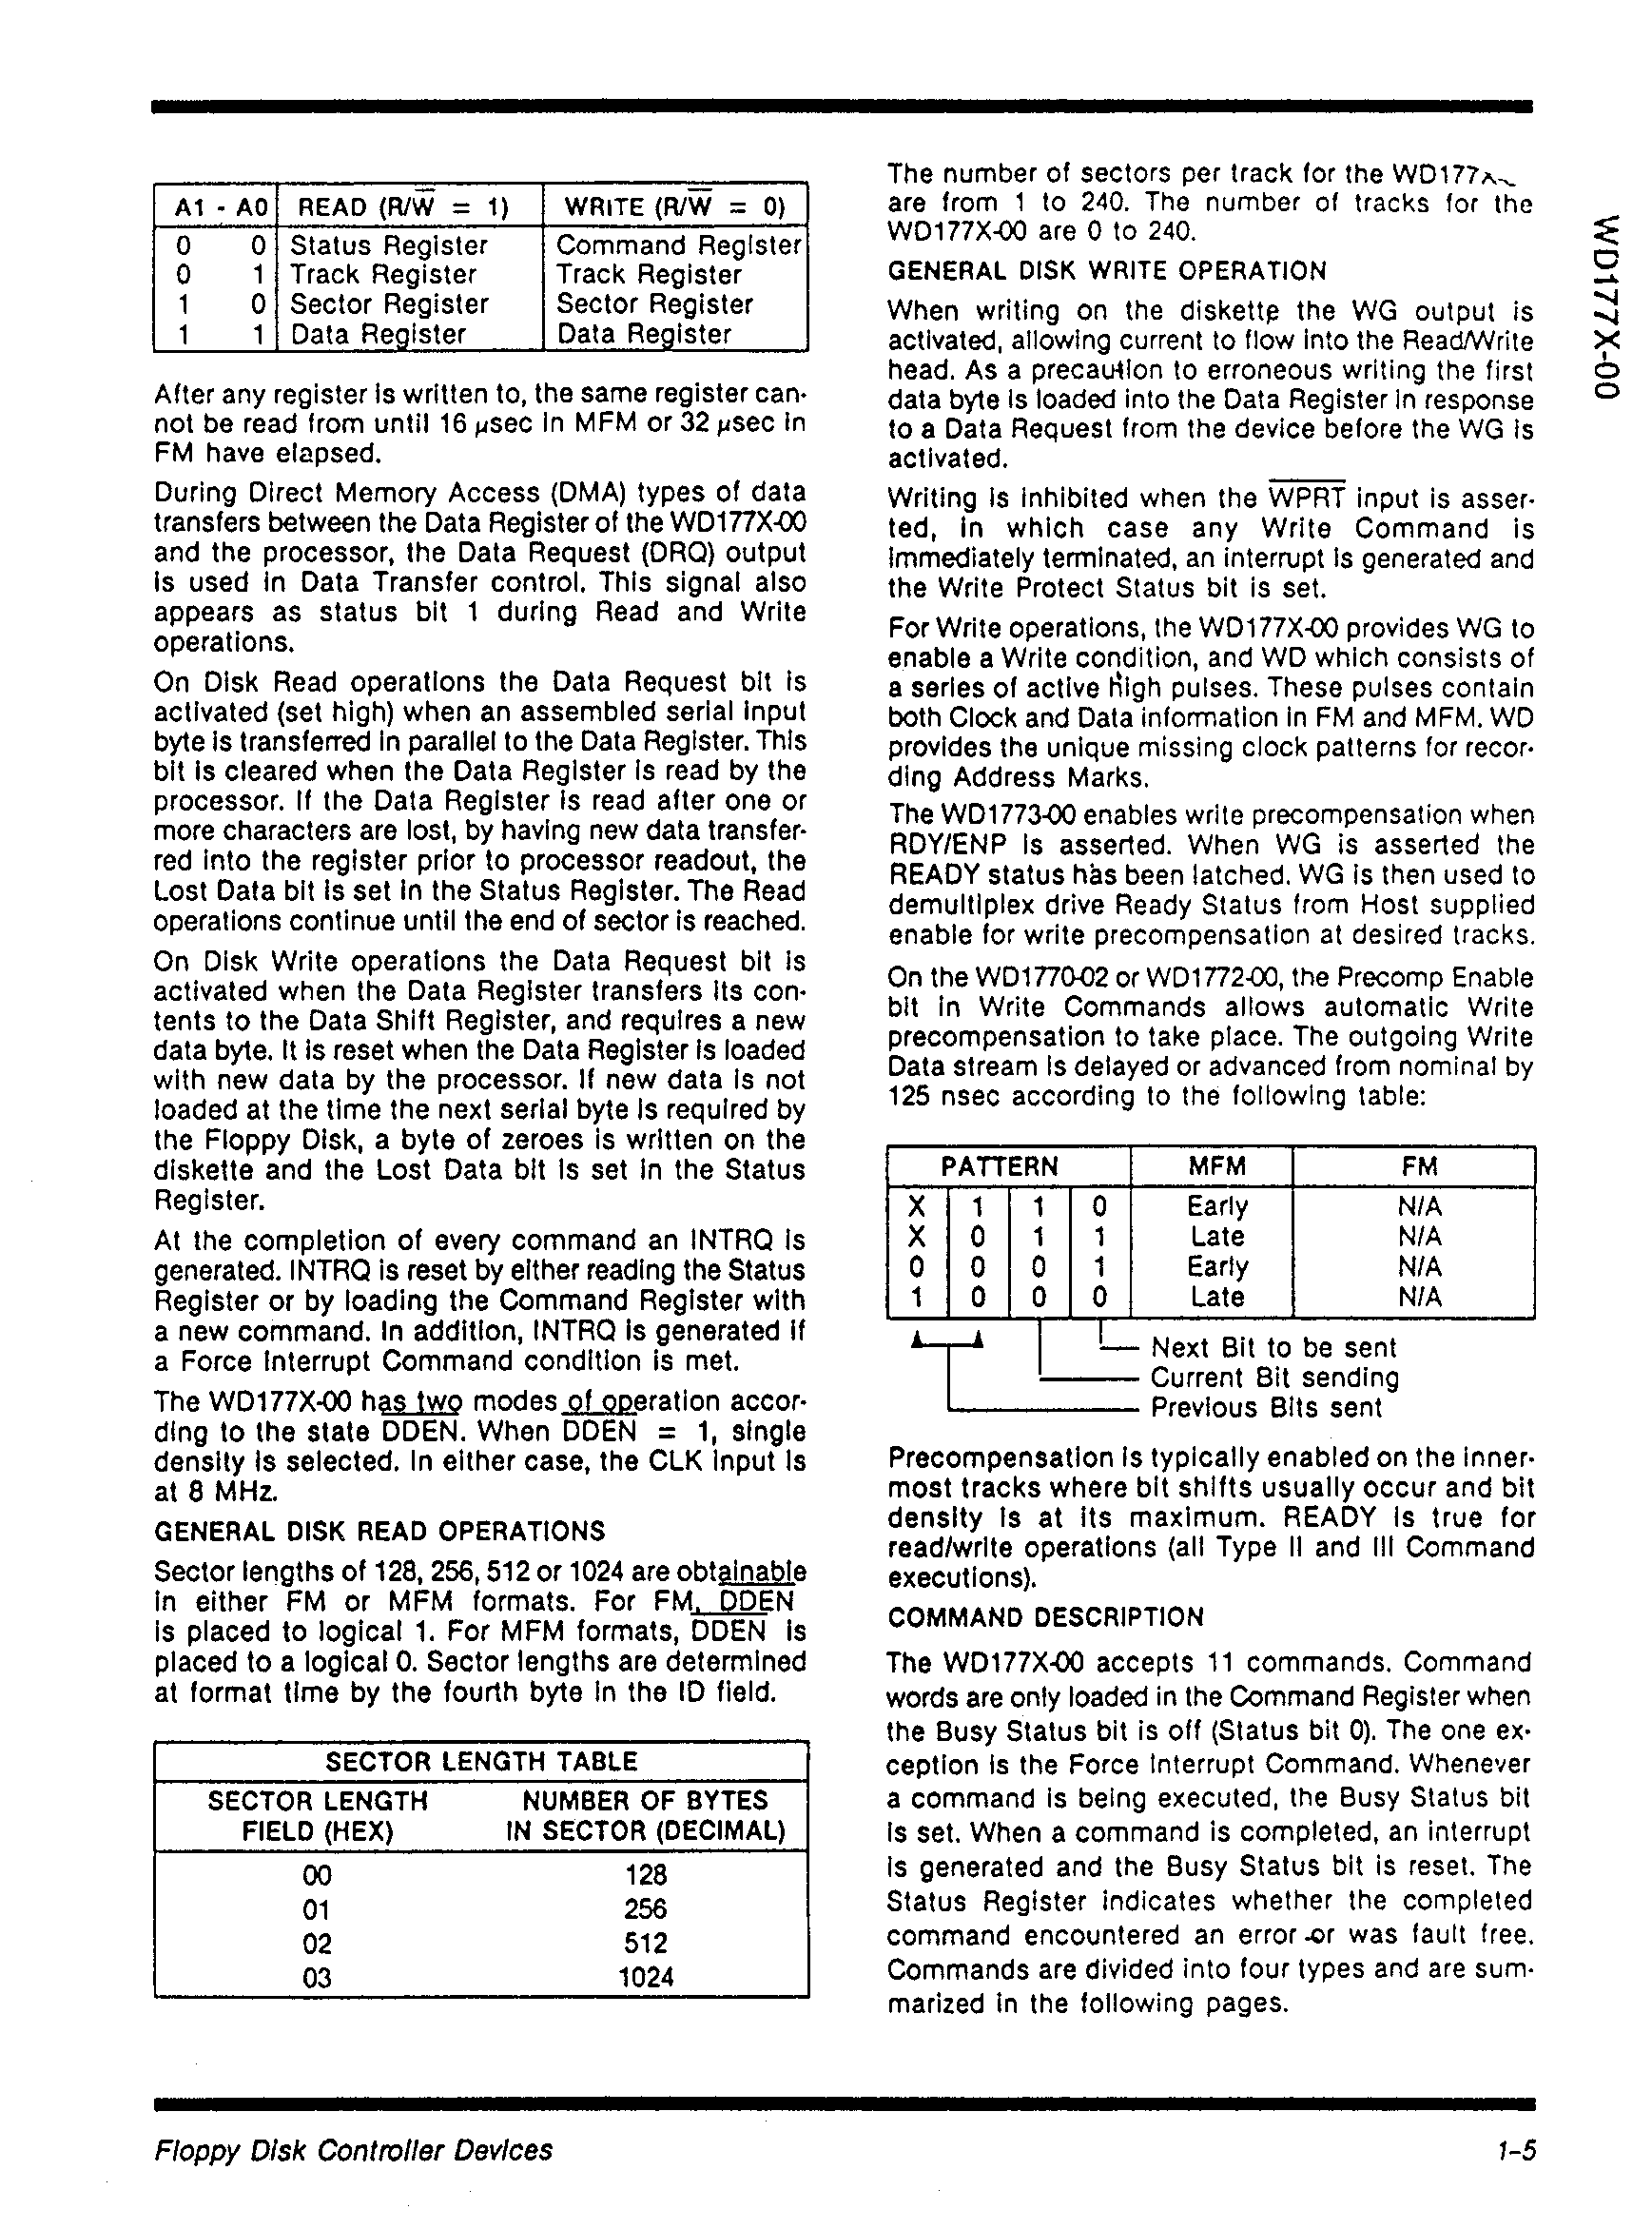 A1 - A0 READ (R/W̅ = 1) WRITE (R/W̅ = 0)
0 0 Status Register Command Register
0 1 Track Register Track Register
1 0 Sector Register Sector Register
1 1 Data Register Data Register
After any register is written to, the same register can-
not be read from until 16 µsec in MFM or 32 µsec in
FM have elapsed.
During Direct Memory Access (DMA) types of data
transfers between the Data Register of the WD177X-00
and the processor, the Data Request (DRQ) output
is used in Data Transfer control. This signal also
appears as status bit 1 during Read and Write
operations.
On Disk Read operations the Data Request bit is
activated (set high) when an assembled serial input
byte is transferred in parallel to the Data Register. This
bit is cleared when the Data Register is read by the
processor. If the Data Register is read after one or
more characters are lost, by having new data transfer-
red into the register prior to processor readout, the
Lost Data bit is set in the Status Register. The Read
operations continue until the end of sector is reached.
On Disk Write operations the Data Request bit is
activated when the Data Register transfers its con-
tents to the Data Shift Register, and requires a new
data byte. It is reset when the Data Register is loaded
with new data by the processor. If new data is not
loaded at the time the next serial byte is required by
the Floppy Disk, a byte of zeroes is written on the
diskette and the Lost Data bit is set in the Status
Register.
At the completion of every command an INTRQ is
generated. INTRQ is reset by either reading the Status
Register or by loading the Command Register with
a new command. In addition, INTRQ is generated if
a Force Interrupt Command condition is met.
The WD177X-00 has two modes of operation accor-
ding to the state D̅D̅E̅N̅. When D̅D̅E̅N̅ = 1, single
density is selected. In either case, the CLK input is
at 8 MHz.
GENERAL DISK READ OPERATIONS
Sector lengths of 128, 256, 512 or 1024 are obtainable
in either FM or MFM formats. For FM, D̅D̅E̅N̅
is placed to logical 1. For MFM formats, D̅D̅E̅N̅ is
placed to a logical 0. Sector lengths are determined
at format time by the fourth byte in the ID field.
SECTOR LENGTH TABLE
SECTOR LENGTH NUMBER OF BYTES
FIELD (HEX) IN SECTOR (DECIMAL)
00 128
01 256
02 512
03 1024
The number of sectors per track for the
are from 1 to 240. The number of tracks for the
WD177X-00 are 0 to 240.
GENERAL DISK WRITE OPERATION
When writing on the diskette the WG output is
activated, allowing current to flow into the Read/Write
head. As a precaution to erroneous writing the first
data byte is loaded into the Data Register in response
to a Data Request from the device before the WG is
activated.
Writing is inhibited when the W̅P̅R̅T̅ input is asser-
ted, in which case any Write Command is
immediately terminated, an interrupt is generated and
the Write Protect Status bit is set.
For Write operations, the WD177X-00 provides WG to
enable a Write condition, and WD which consists of
a series of active high pulses. These pulses contain
both Clock and Data information in FM and MFM. WD
provides the unique missing clock patterns for recor-
ding Address Marks.
The WD1773-00 enables write precompensation when
RDY/ENP is asserted. When WG is asserted the
READY status has been latched. WG is then used to
demultiplex drive Ready Status from Host supplied
enable for write precompensation at desired tracks.
On the WD1770-02 or WD1772-00, the Precomp Enable
bit in Write Commands allows automatic Write
precompensation to take place. The outgoing Write
Data stream is delayed or advanced from nominal by
125 nsec according to the following table:
PATTERN MFM FM
X 1 1 0 Early N/A
X 0 1 1 Late N/A
0 0 0 1 Early N/A
1 0 0 0 Late N/A
Next Bit to be sent
Current Bit sending
Previous Bits sent
Precompensation is typically enabled on the inner-
most tracks where bit shifts usually occur and bit
density is at its maximum. READY is true for
read/write operations (all Type II and III Command
executions).
COMMAND DESCRIPTION
The WD177X-00 accepts 11 commands. Command
words are only loaded in the Command Register when
the Busy Status bit is off (Status bit 0). The one ex-
ception is the Force Interrupt Command. Whenever
a command is being executed, the Busy Status bit
is set. When a command is completed, an interrupt
is generated and the Busy Status bit is reset. The
Status Register indicates whether the completed
command encountered an error or was fault free.
Commands are divided into four types and are sum-
marized in the following pages.
WD177X-00
Floppy Disk Controller Devices 1-5